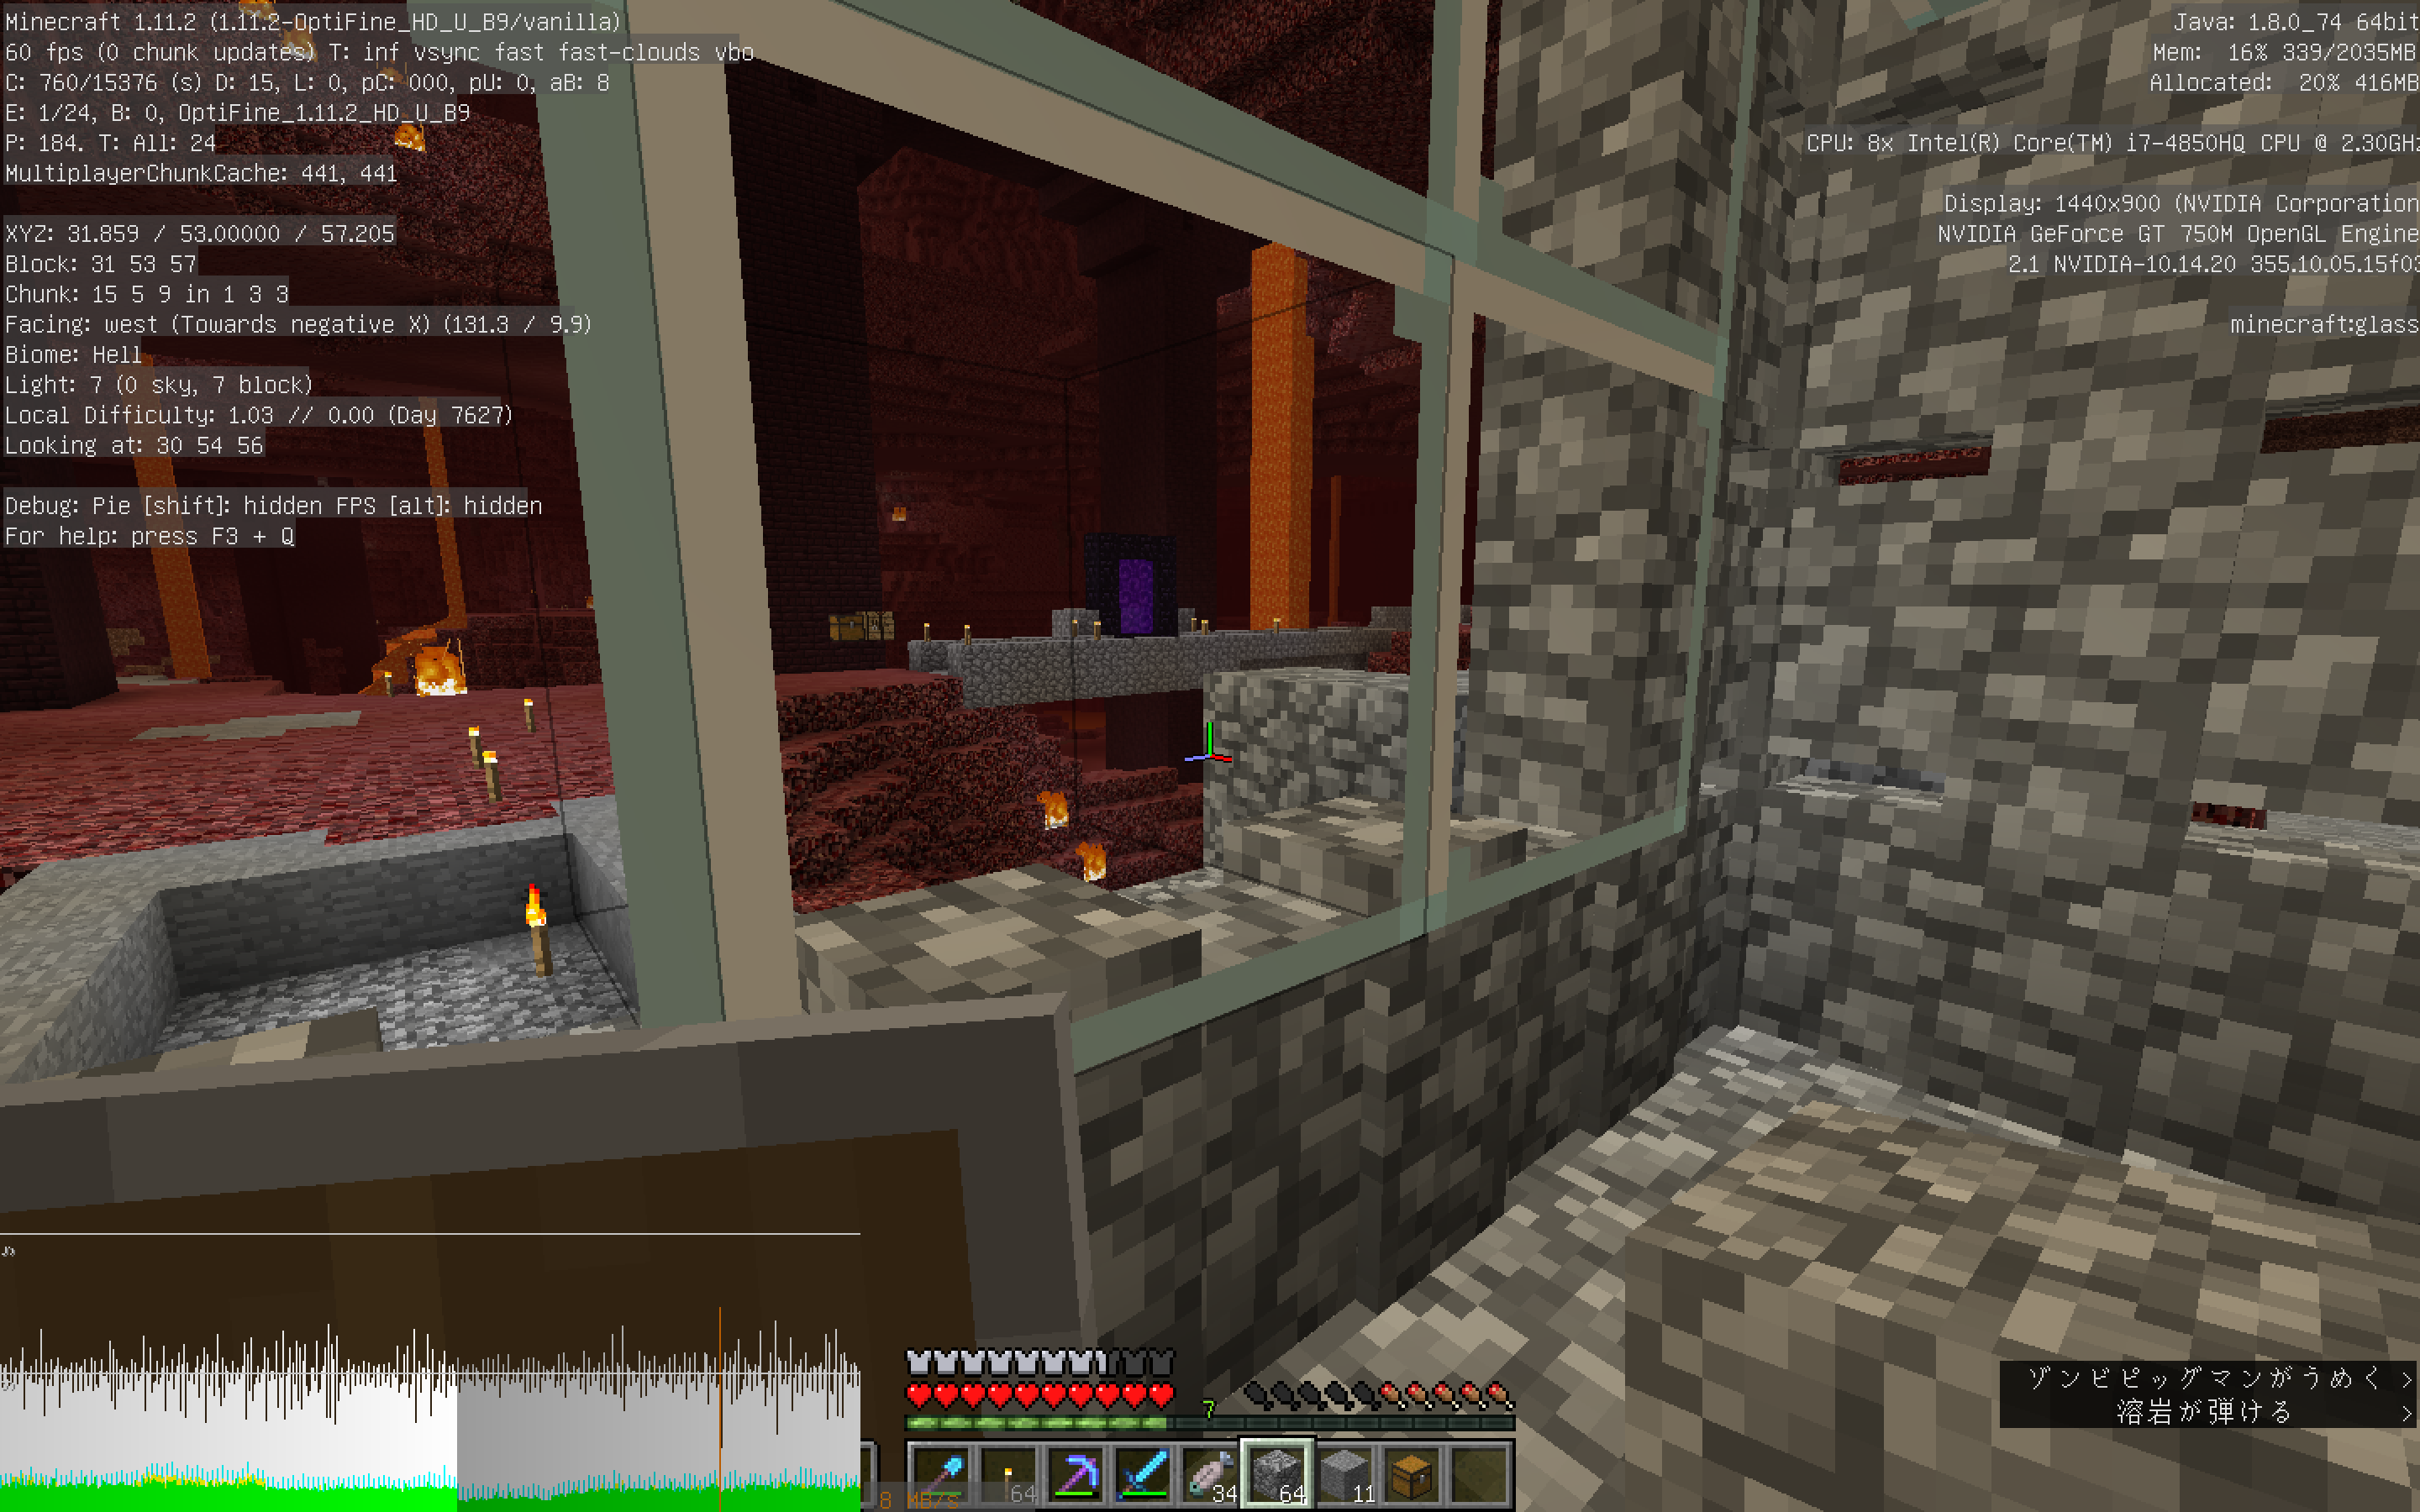 Minecraft 1.11.2 (1.11.2-OptiFine_HD_U_B9/vanilla)
60 fps (0 chunk updates) T: inf vsync fast fast-clouds vbo
C: 760/15376 (s) D: 15, L: 0, pC: 000, pU: 0, aB: 8
E: 1/24, B: 0, OptiFine_1.11.2_HD_U_B9
P: 184. T: All: 24
MultiplayerChunkCache: 441, 441
XYZ: 31.859 / 53.00000 / 57.205
Block: 31 53 57
Chunk: 15 5 9 in 1 3 3
Facing: west (Towards negative X) (131.3 / 9.9)
Biome: Hell
Light: 7 (0 sky, 7 block)
Local Difficulty: 1.03 // 0.00 (Day 7627)
Looking at: 30 54 56
Debug: Pie [shift]: hidden FPS [alt]: hidden
For help: press F3 + Q
Java: 1.8.0_74 64bit
Mem: 16% 339/2035MB
Allocated: 20% 416MB
CPU: 8x Intel(R) Core(TM) i7-4850HQ CPU @ 2.30GHz
Display: 1440x900 (NVIDIA Corporation
NVIDIA GeForce GT 750M OpenGL Engine
2.1 NVIDIA-10.14.20 355.10.05.15f03
minecraft:glass
ゾンビピッグマンがうめく >
溶岩が弾ける >
7
64 34 64 11
8 MB/s